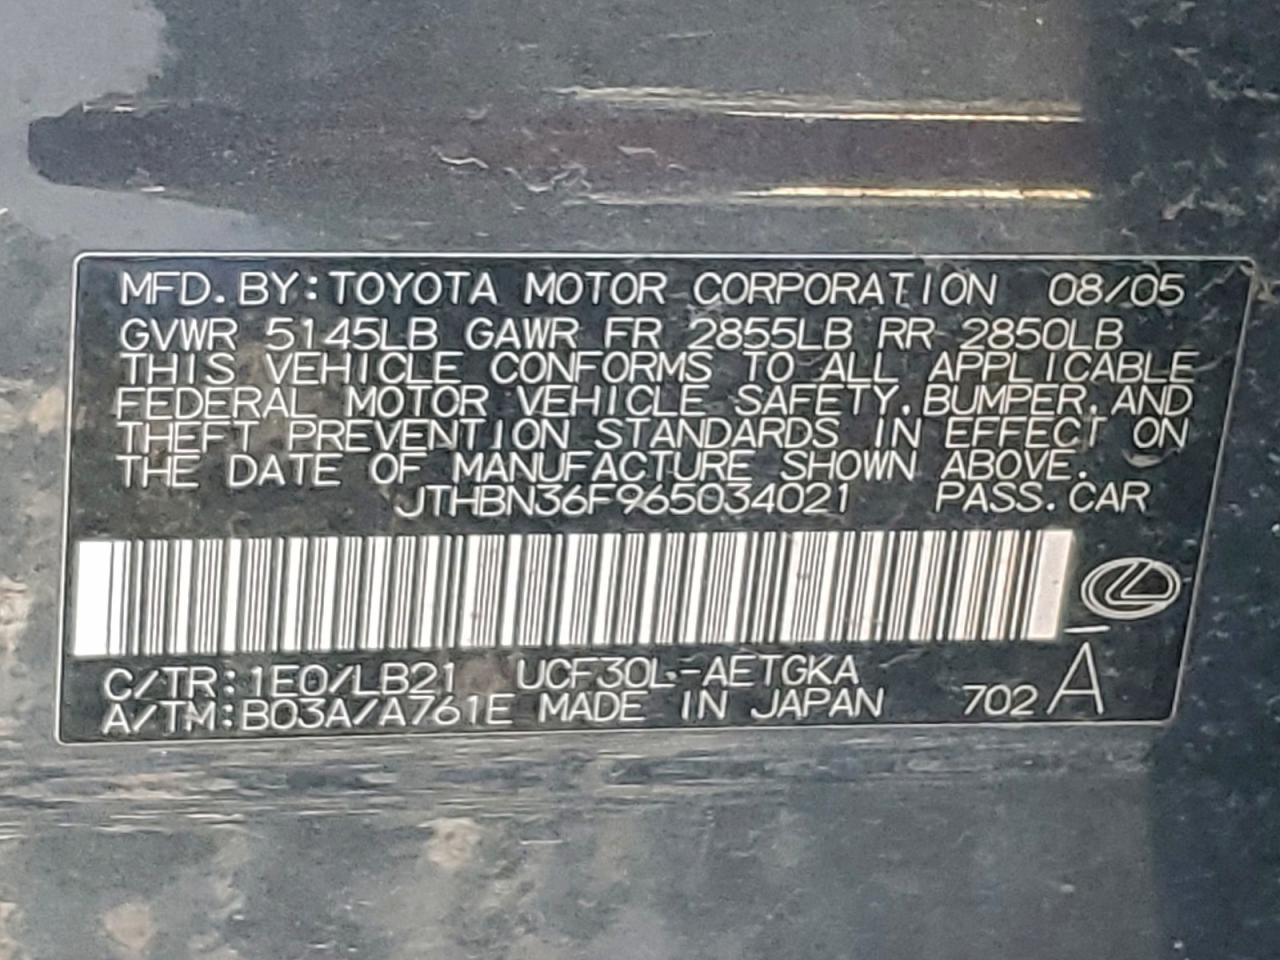 MFD. BY: TOYOTA MOTOR CORPORATION 08/05
GVWR 5145LB GAWR FR 2855LB RR 2850LB
THIS VEHICLE CONFORMS TO ALL APPLICABLE
FEDERAL MOTOR VEHICLE SAFETY, BUMPER, AND
THEFT PREVENTION STANDARDS IN EFFECT ON
THE DATE OF MANUFACTURE SHOWN ABOVE.
JTHBN36F965034021 PASS. CAR
C/TR: 1E0/LB21 UCF30L-AETGKA
A/TM: B03A/A761E MADE IN JAPAN 702 A